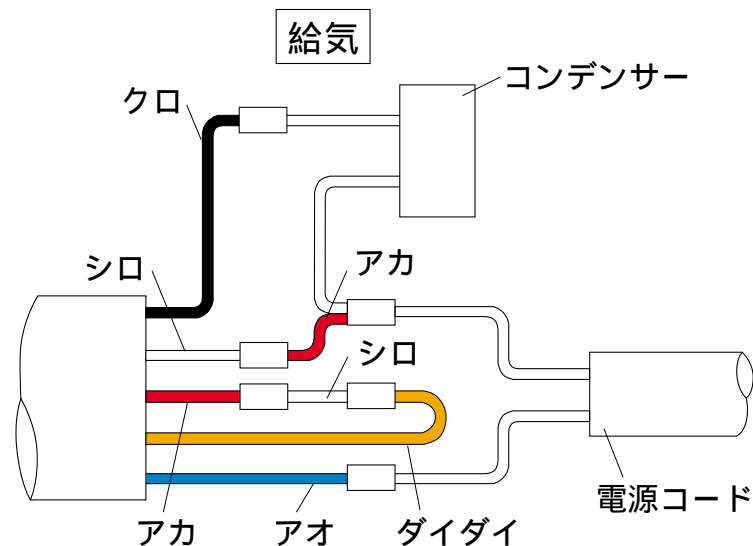 給気
コンデンサー
クロ
シロ
アカ
シロ
アカ
アオ
ダイダイ
電源コード